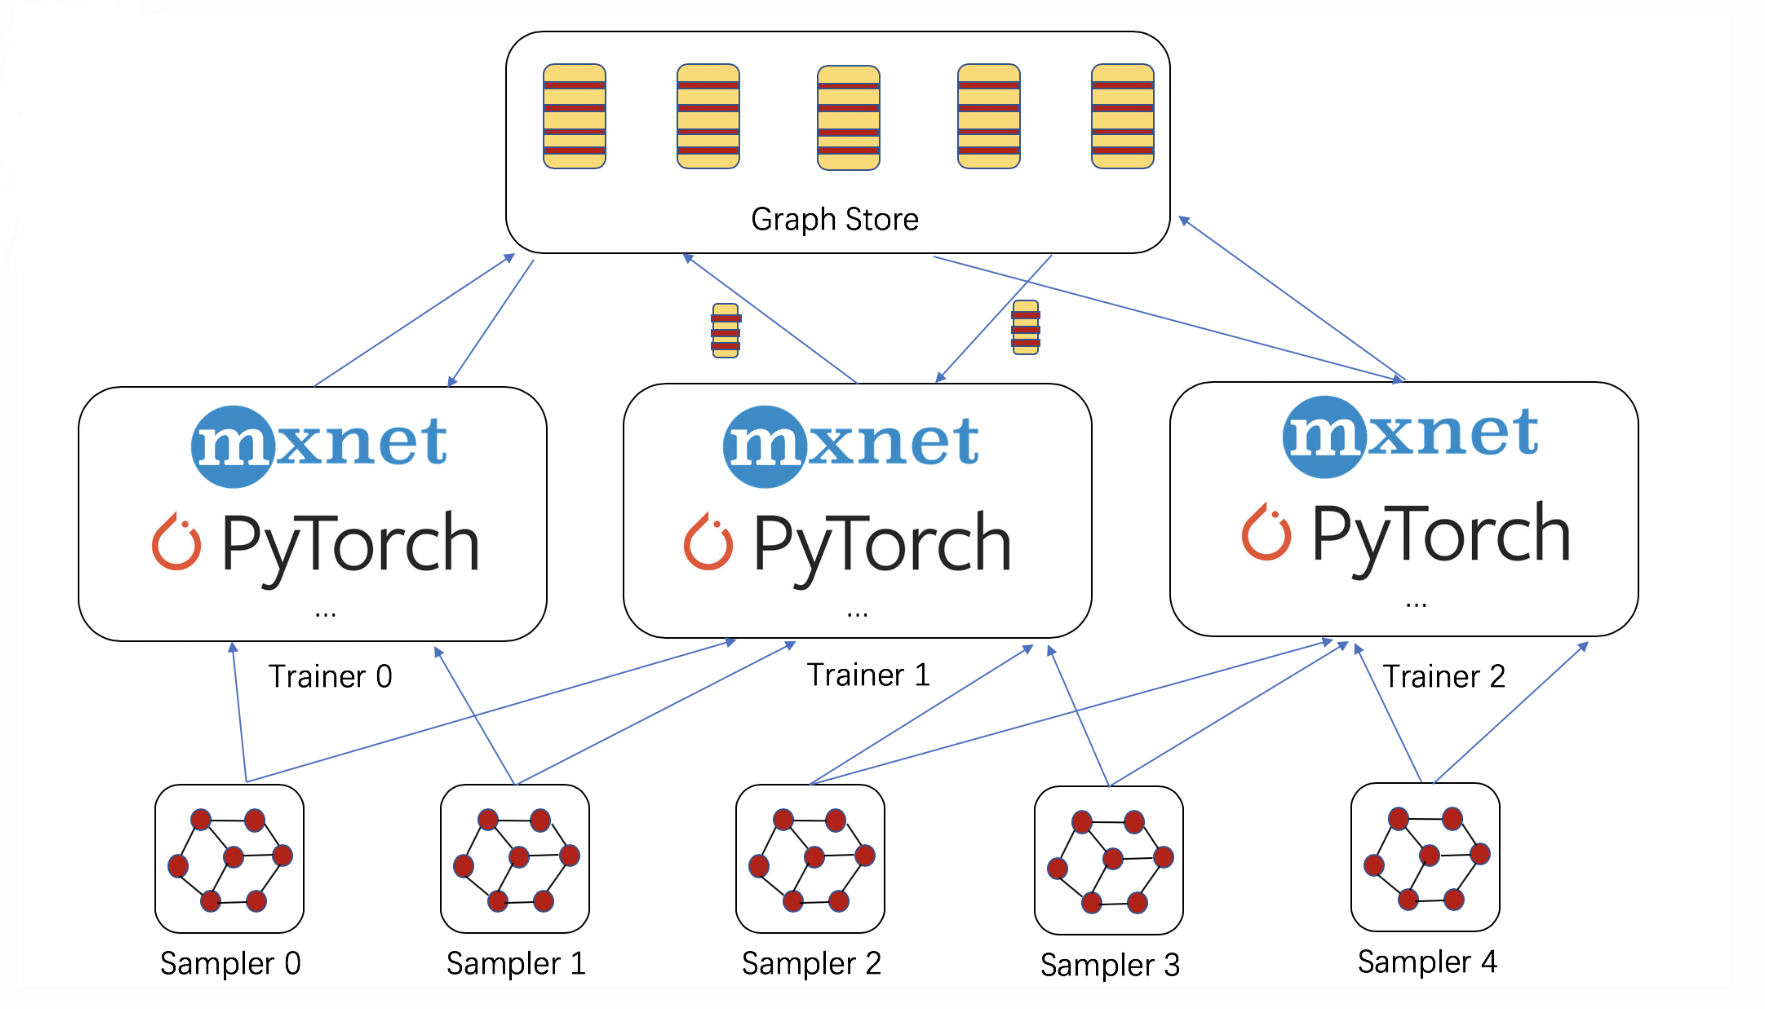 Graph Store
mxnet
PyTorch
...
Trainer 0
mxnet
PyTorch
...
Trainer 1
mxnet
PyTorch
...
Trainer 2
Sampler 0
Sampler 1
Sampler 2
Sampler 3
Sampler 4